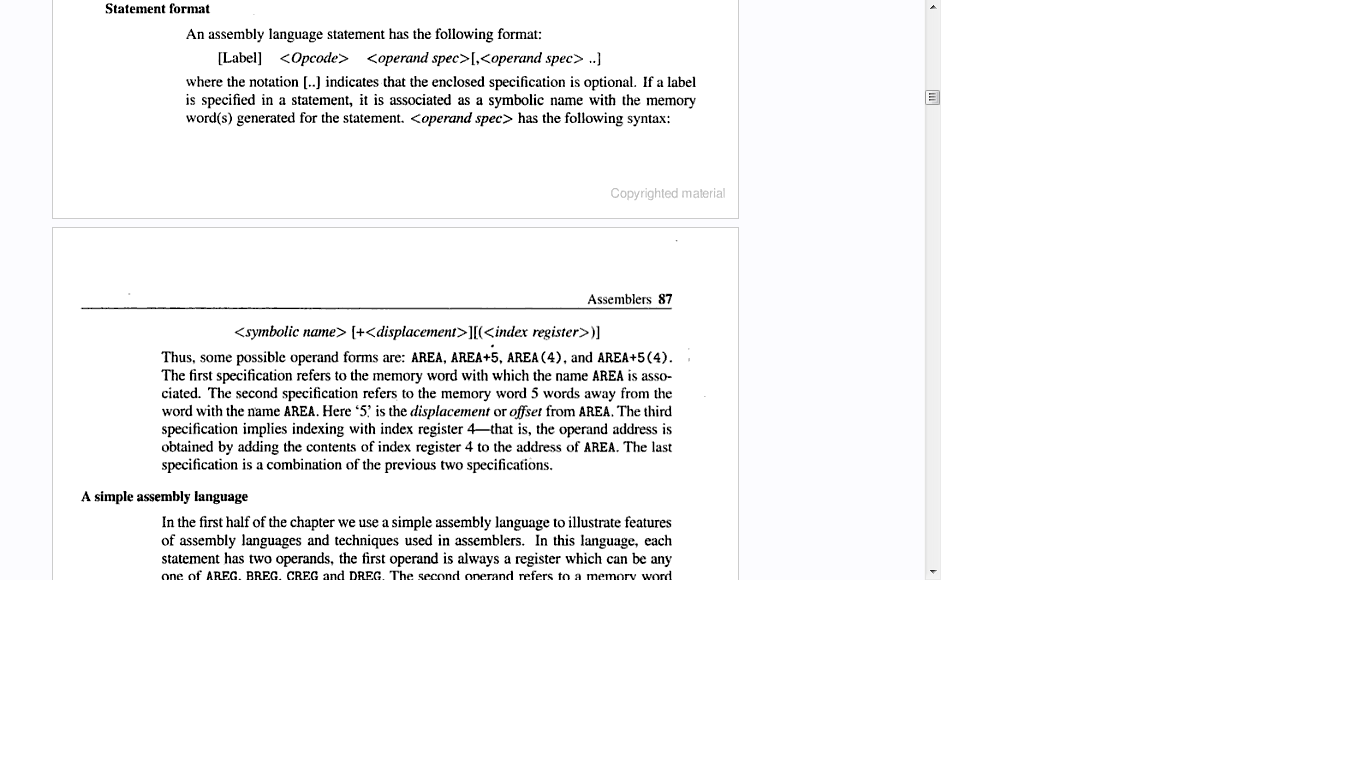 Statement format
An assembly language statement has the following format:
[Label] <Opcode> <operand spec>[,<operand spec> ..]
where the notation [..] indicates that the enclosed specification is optional. If a label
is specified in a statement, it is associated as a symbolic name with the memory
word(s) generated for the statement. <operand spec> has the following syntax:
Copyrighted material
Assemblers 87
<symbolic name> [+<displacement>][(<index register>)]
Thus, some possible operand forms are: AREA, AREA+5, AREA(4), and AREA+5(4).
The first specification refers to the memory word with which the name AREA is asso-
ciated. The second specification refers to the memory word 5 words away from the
word with the name AREA. Here ‘5’ is the displacement or offset from AREA. The third
specification implies indexing with index register 4—that is, the operand address is
obtained by adding the contents of index register 4 to the address of AREA. The last
specification is a combination of the previous two specifications.
A simple assembly language
In the first half of the chapter we use a simple assembly language to illustrate features
of assembly languages and techniques used in assemblers. In this language, each
statement has two operands, the first operand is always a register which can be any
one of AREG, BREG, CREG and DREG. The second operand refers to a memory word